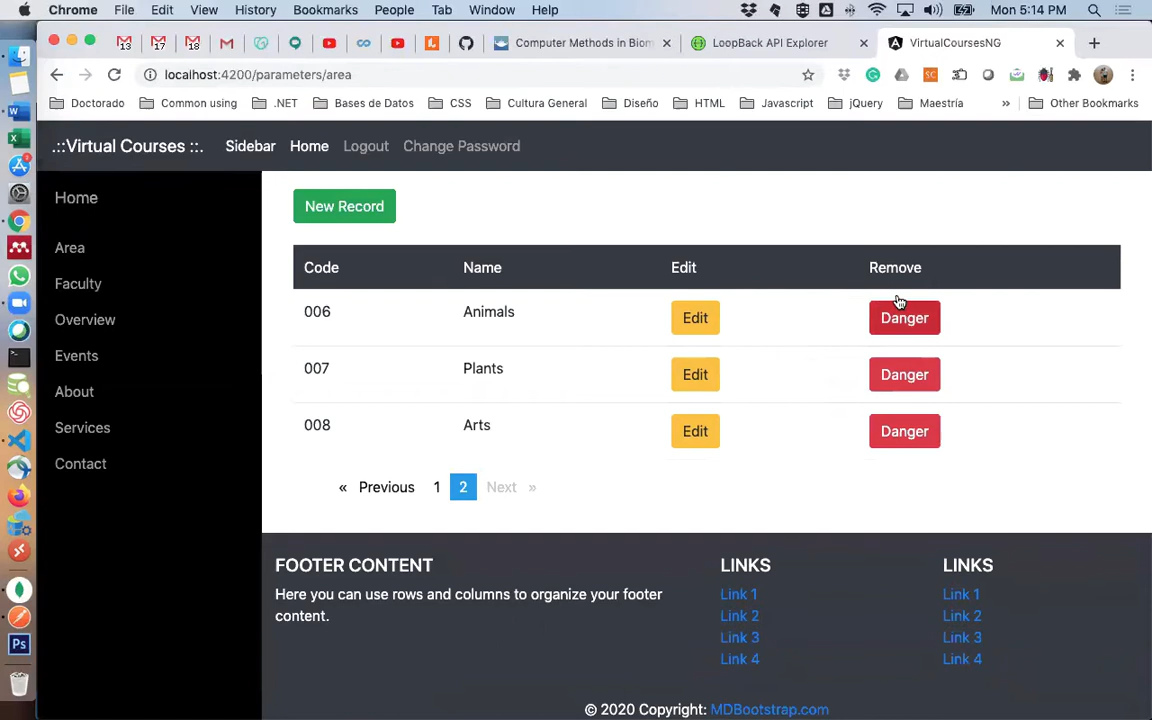 Chrome File Edit View History Bookmarks People Tab Window Help Mon 5:14 PM
13 17 18 Computer Methods in Biom LoopBack API Explorer VirtualCoursesNG
localhost:4200/parameters/area
Doctorado Common using .NET Bases de Datos CSS Cultura General Diseño HTML Javascript jQuery Maestría » Other Bookmarks
.::Virtual Courses ::. Sidebar Home Logout Change Password
Home
Area
Faculty
Overview
Events
About
Services
Contact
New Record
Code Name Edit Remove
006 Animals Edit Danger
007 Plants Edit Danger
008 Arts Edit Danger
« Previous 1 2 Next »
FOOTER CONTENT
Here you can use rows and columns to organize your footer
content.
LINKS
Link 1
Link 2
Link 3
Link 4
LINKS
Link 1
Link 2
Link 3
Link 4
© 2020 Copyright: MDBootstrap.com
Ps